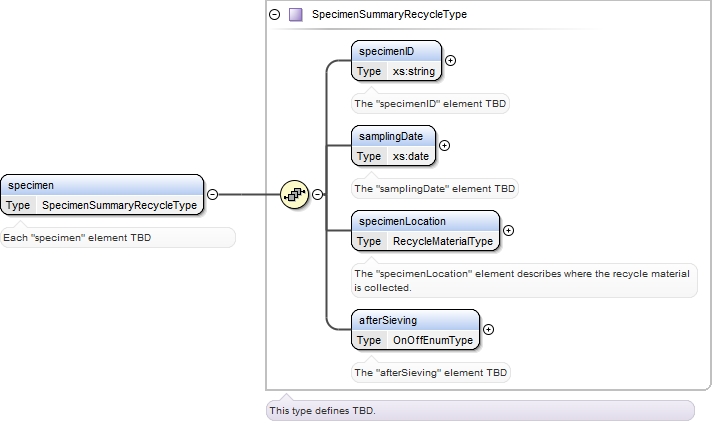 SpecimenSummaryRecycleType
specimenID
Type xs:string
The "specimenID" element TBD
samplingDate
Type xs:date
The "samplingDate" element TBD
specimen
Type SpecimenSummaryRecycleType
Each "specimen" element TBD
specimenLocation
Type RecycleMaterialType
The "specimenLocation" element describes where the recycle material
is collected.
afterSieving
Type OnOffEnumType
The "afterSieving" element TBD
This type defines TBD.